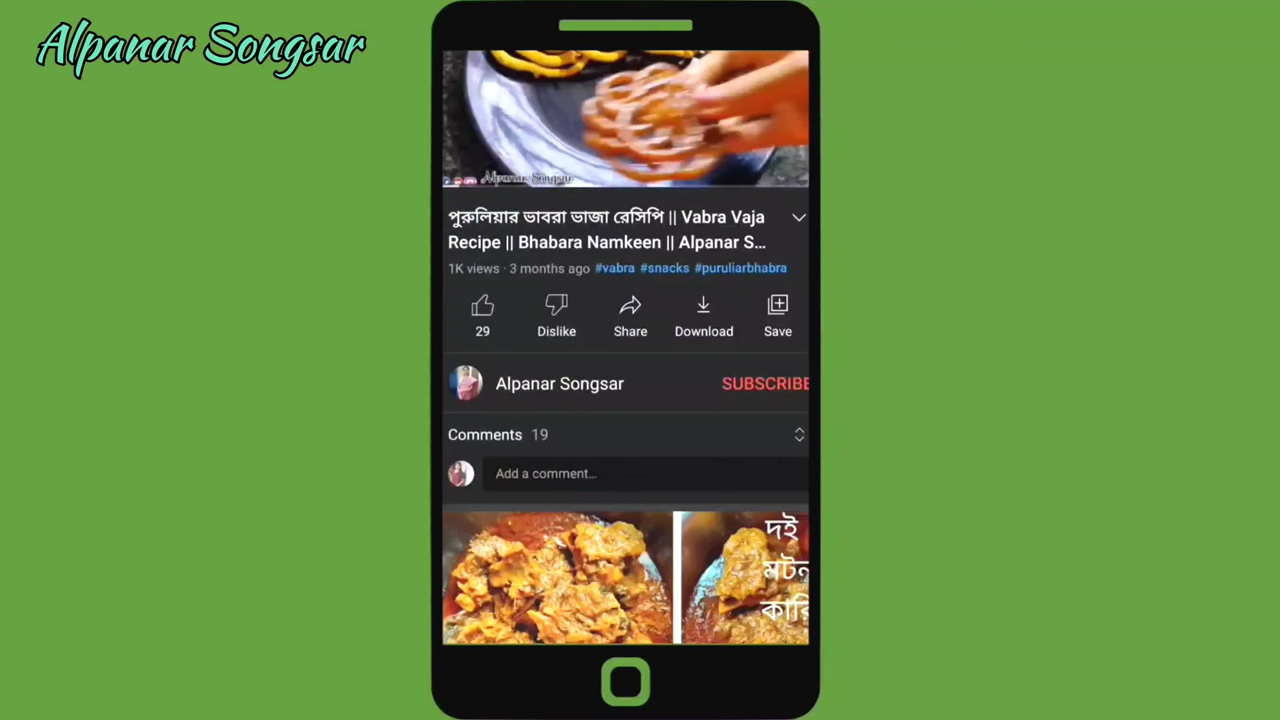 Alpanar Songsar
Alpanar Songsar
পুরুলিয়ার ভাবরা ভাজা রেসিপি || Vabra Vaja
Recipe || Bhabara Namkeen || Alpanar S...
1K views · 3 months ago #vabra #snacks #puruliarbhabra
29 Dislike Share Download Save
Alpanar Songsar SUBSCRIBE
Comments 19
Add a comment...
দই
মটন
কারি